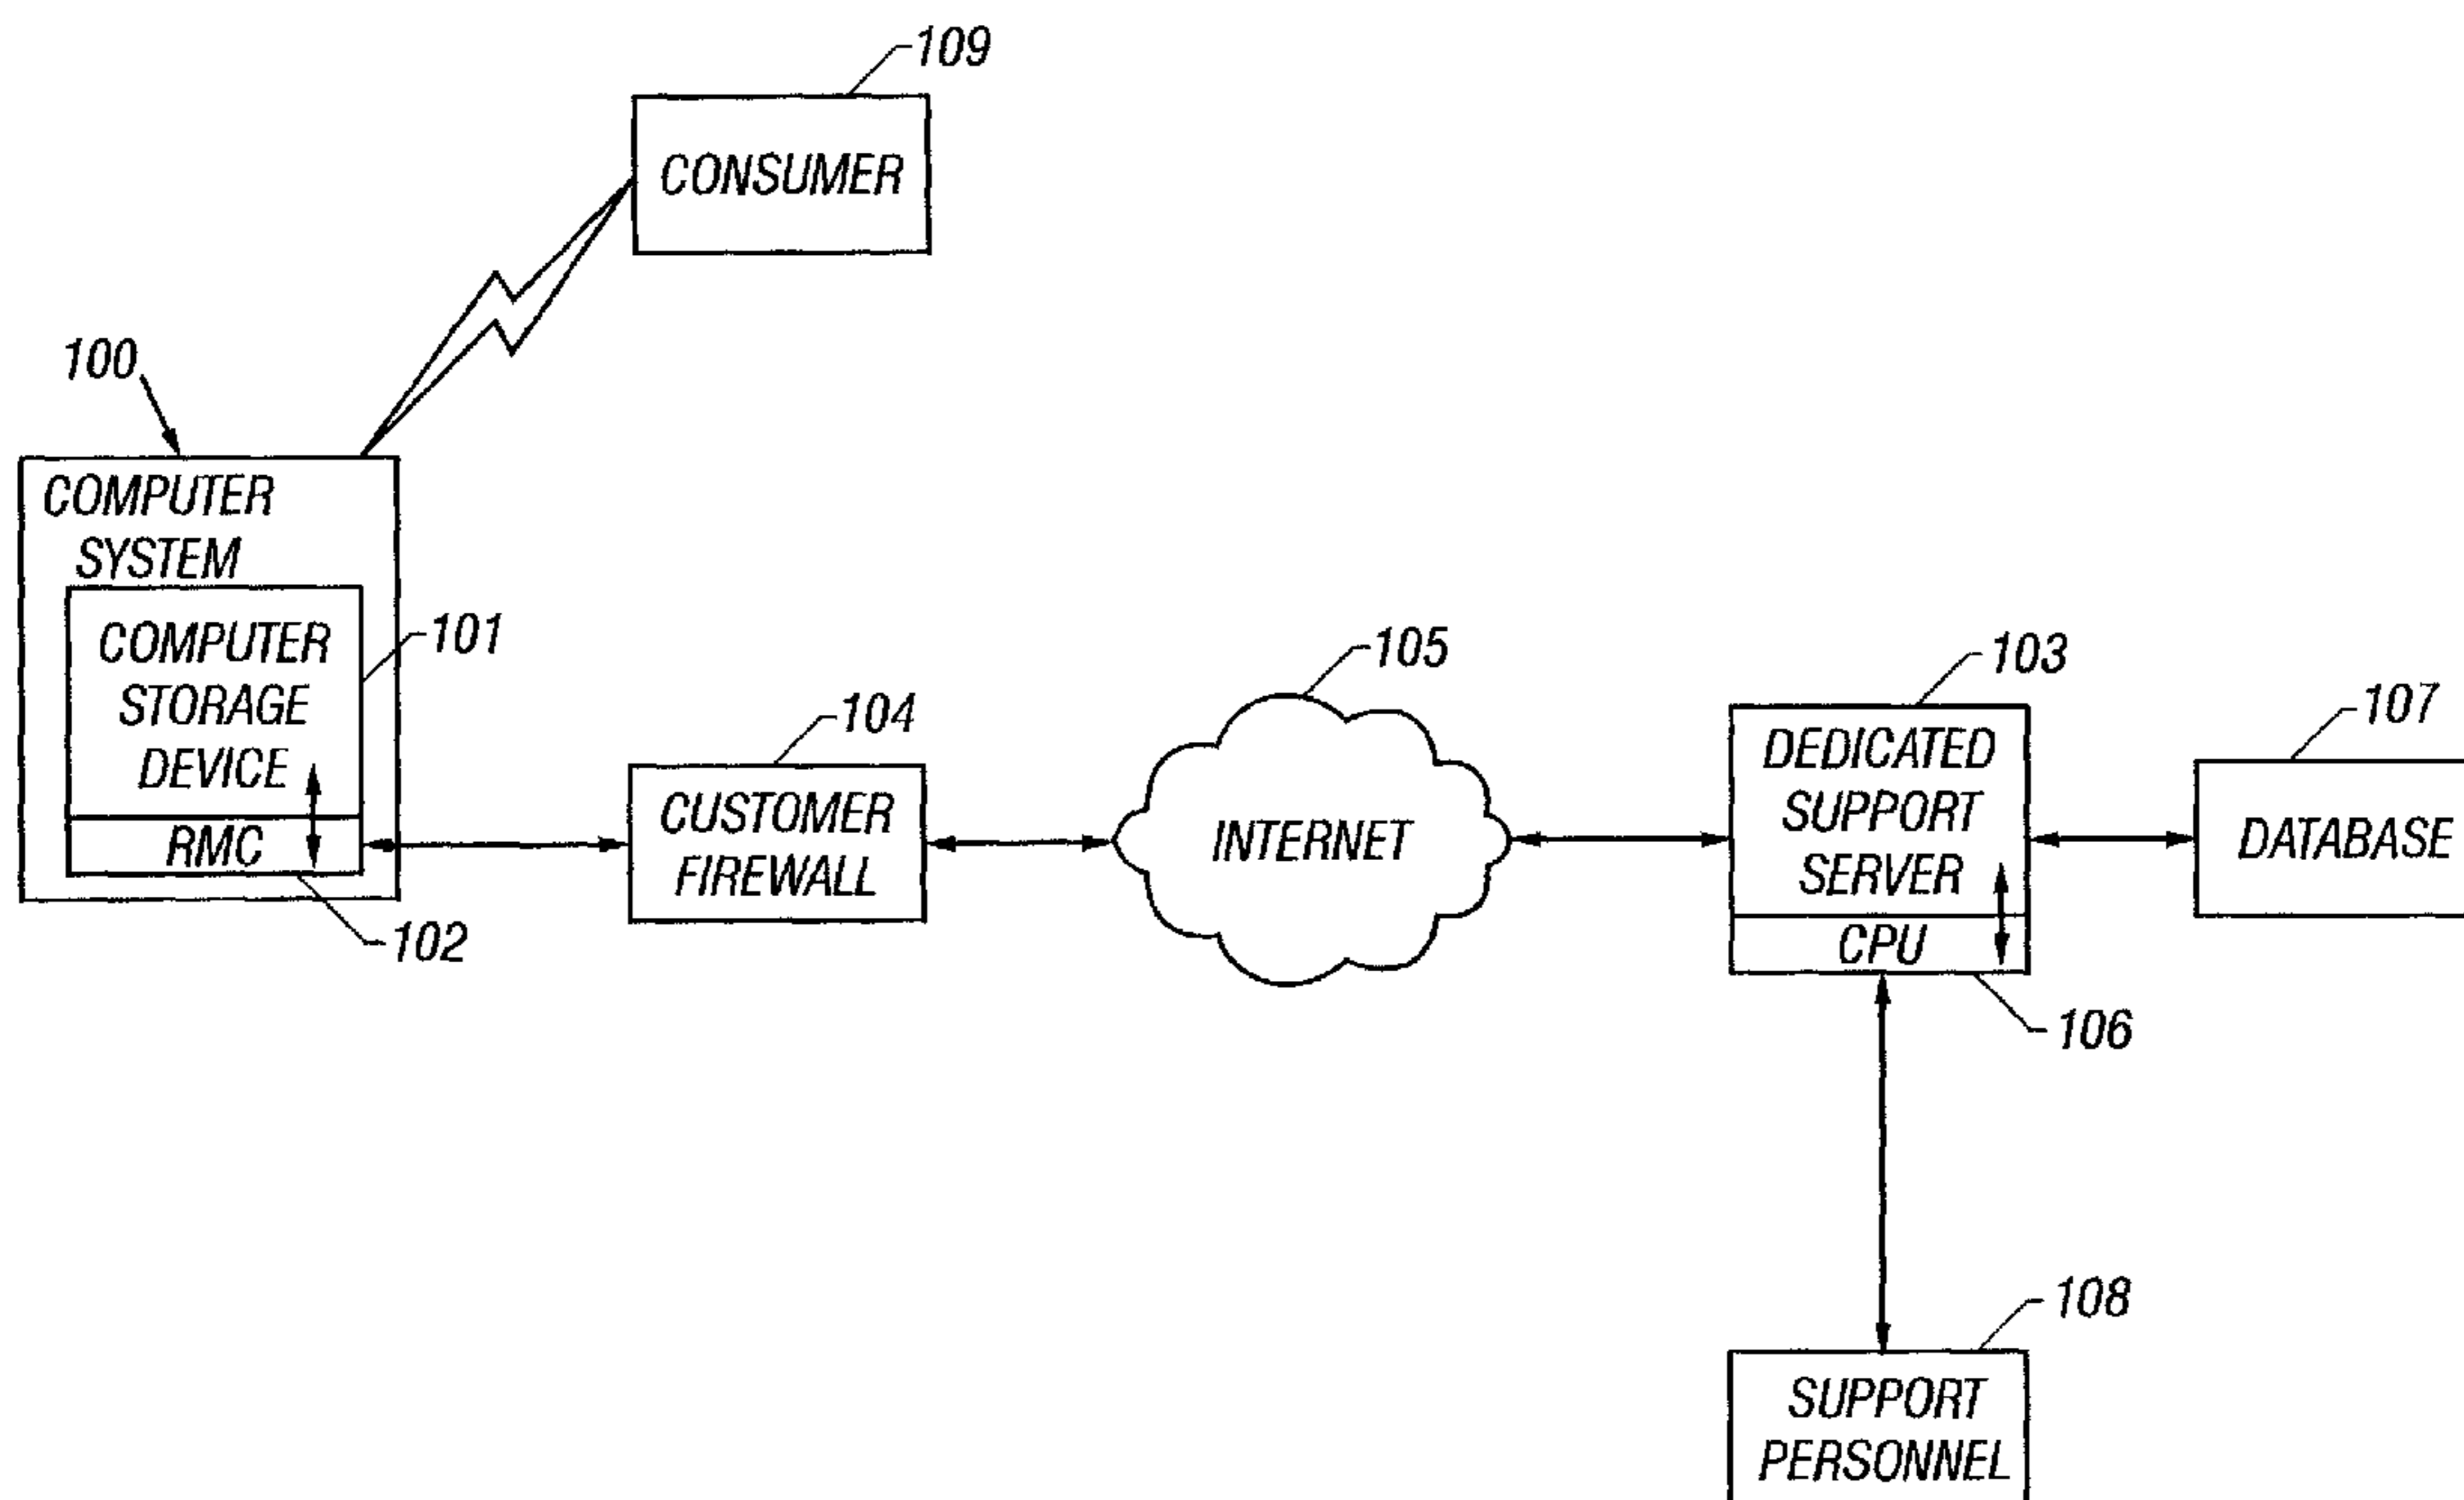 109
CONSUMER
100
COMPUTER
SYSTEM
COMPUTER
STORAGE
DEVICE
101
RMC
102
104
CUSTOMER
FIREWALL
105
INTERNET
103
DEDICATED
SUPPORT
SERVER
CPU
106
107
DATABASE
108
SUPPORT
PERSONNEL